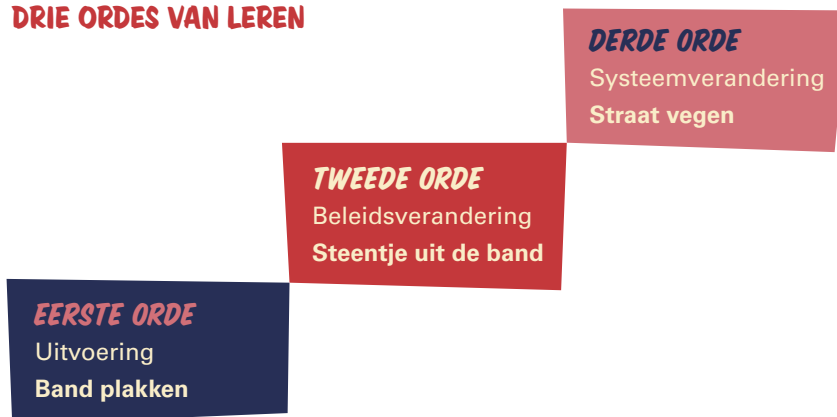 DRIE ORDES VAN LEREN
DERDE ORDE
Systeemverandering
Straat vegen
TWEEDE ORDE
Beleidsverandering
Steentje uit de band
EERSTE ORDE
Uitvoering
Band plakken